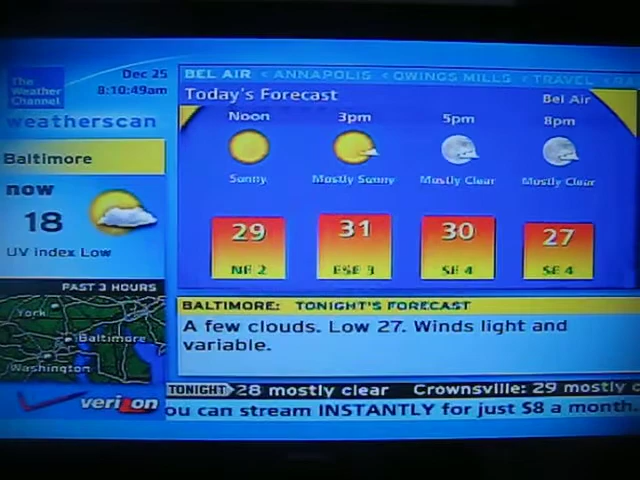 The
Weather
Channel
weatherscan
Dec 25
8:10:49am
BEL AIR < ANNAPOLIS < OWINGS MILLS < TRAVEL <
Today's Forecast
Bel Air
Noon 3pm 5pm 8pm
Sunny Mostly Sunny Mostly Clear Mostly Clear
29 31 30 27
NE 2 ESE 3 SE 4 SE 4
Baltimore
now
18
UV index Low
PAST 3 HOURS
York
Baltimore
Washington
verizon
BALTIMORE: TONIGHT'S FORECAST
A few clouds. Low 27. Winds light and
variable.
TONIGHT 28 mostly clear Crownsville: 29 mostly c
ou can stream INSTANTLY for just $8 a month.